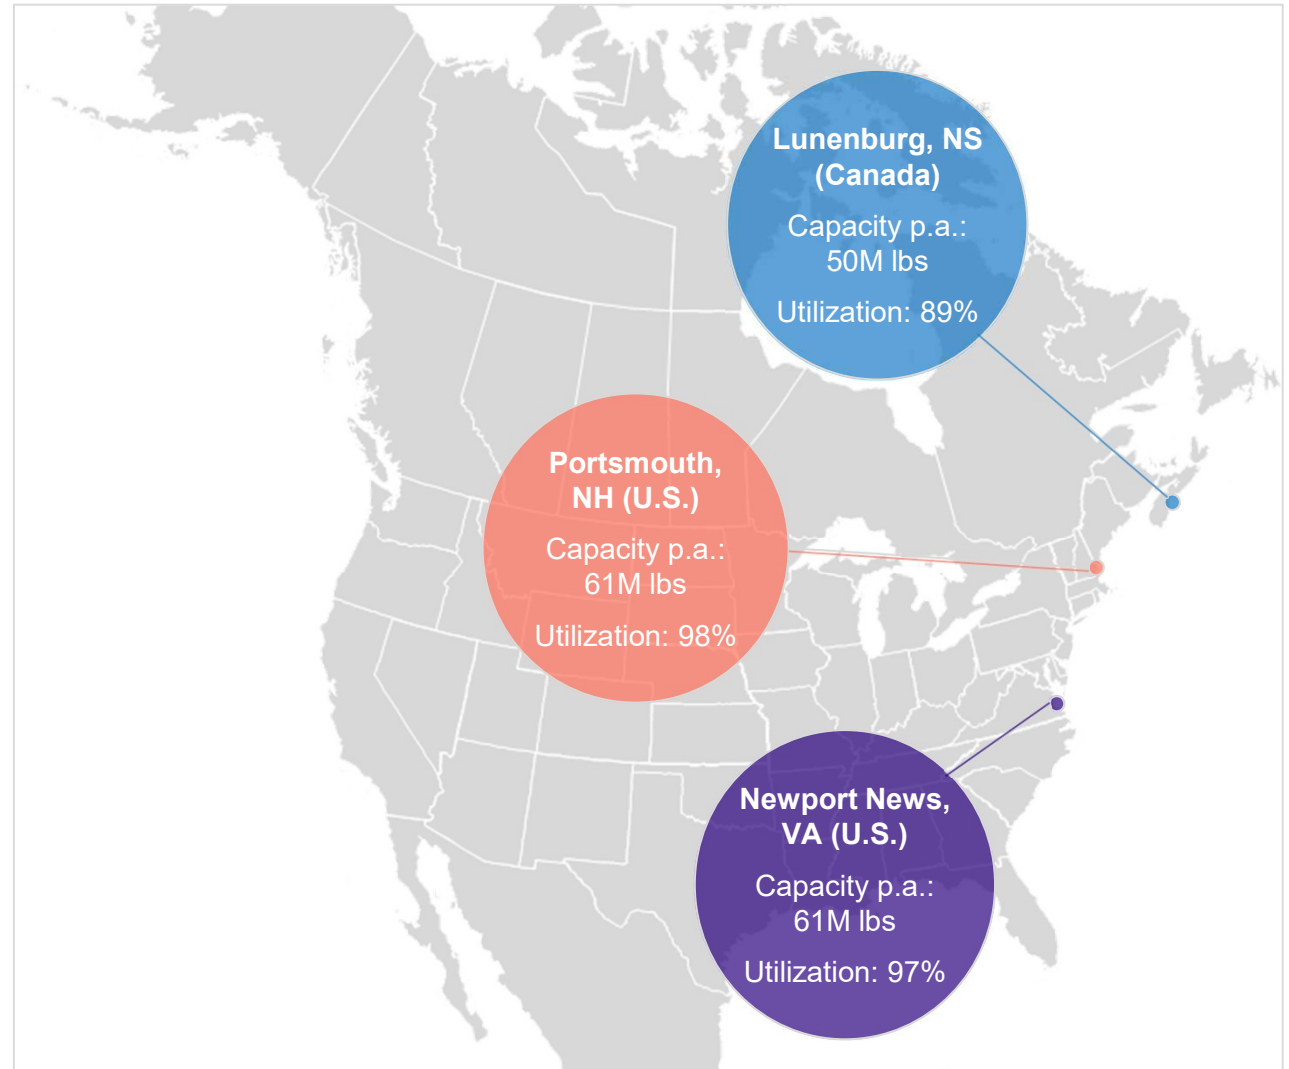 Lunenburg, NS
(Canada)
Capacity p.a.:
50M lbs
Utilization: 89%
Portsmouth,
NH (U.S.)
Capacity p.a.:
61M lbs
Utilization: 98%
Newport News,
VA (U.S.)
Capacity p.a.:
61M lbs
Utilization: 97%